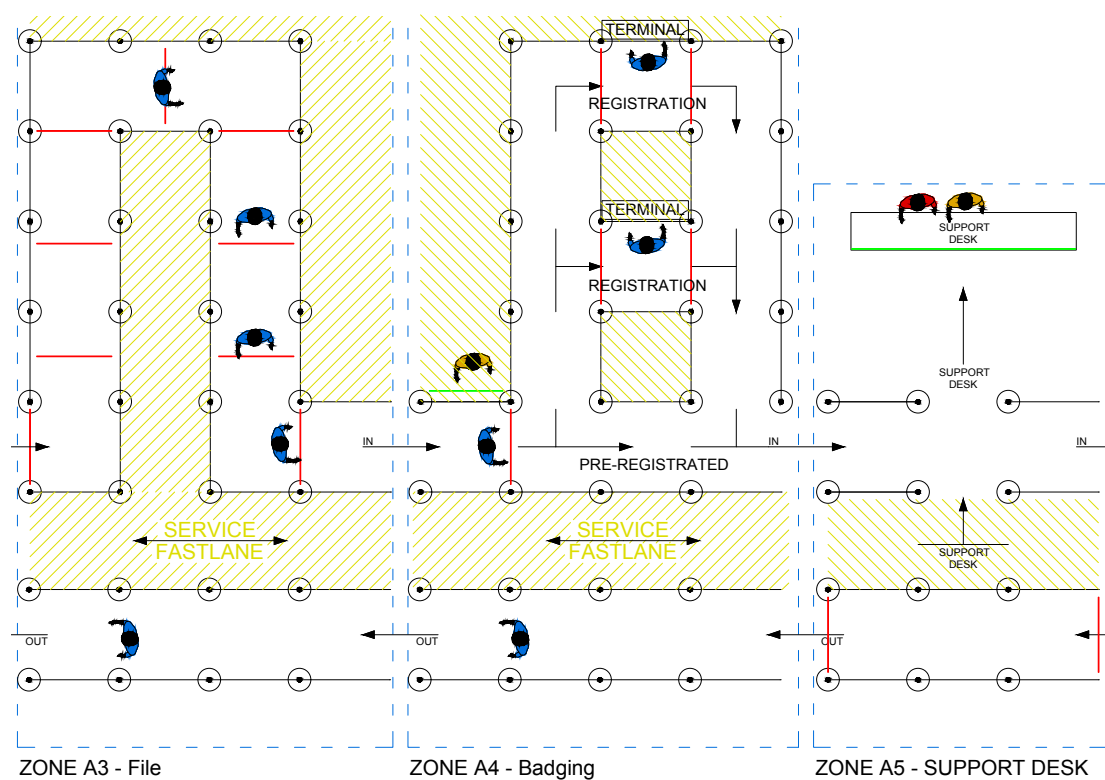 TERMINAL
REGISTRATION
TERMINAL
SUPPORT
DESK
REGISTRATION
SUPPORT
DESK
IN
IN
IN
PRE-REGISTRATED
SERVICE
FASTLANE
SERVICE
FASTLANE
SUPPORT
DESK
OUT
OUT
OUT
ZONE A3 - File
ZONE A4 - Badging
ZONE A5 - SUPPORT DESK